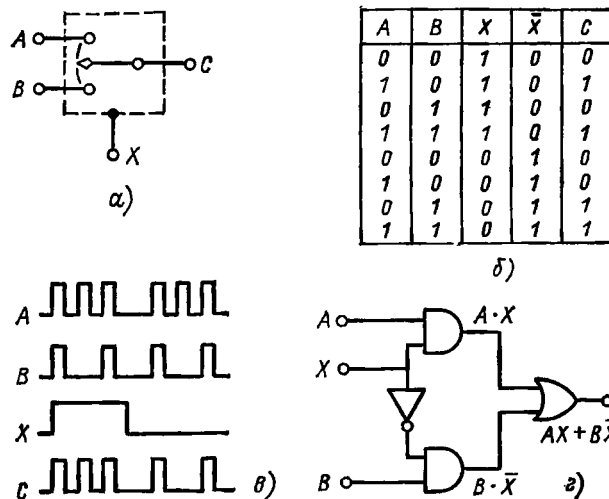 A
B
C
X
а)
A B X X̄ C
0 0 1 0 0
1 0 1 0 1
0 1 1 0 0
1 1 1 0 1
0 0 0 1 0
1 0 0 1 0
0 1 0 1 1
1 1 0 1 1
б)
A
B
X
C
в)
A
X
B
A·X
B·X̄
AX+BX̄
г)